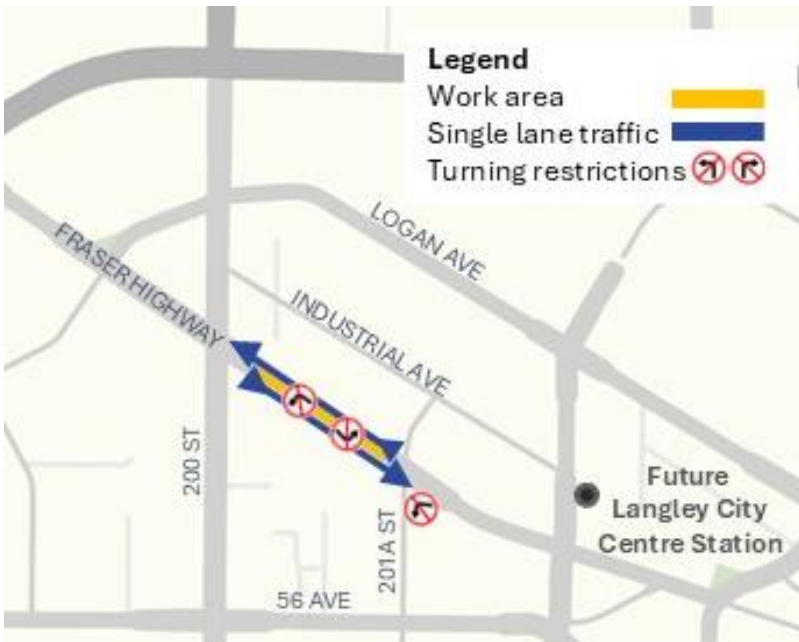 Legend
Work area
Single lane traffic
Turning restrictions
LOGAN AVE
FRASER HIGHWAY
INDUSTRIAL AVE
200 ST
201A ST
Future
Langley City
Centre Station
56 AVE